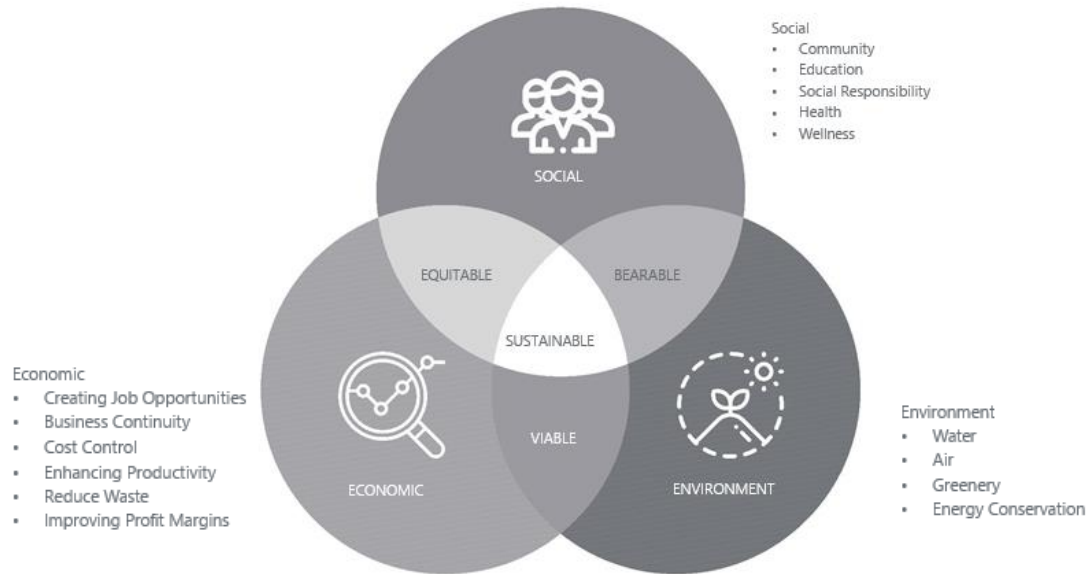 Social
• Community
• Education
• Social Responsibility
• Health
• Wellness
SOCIAL
EQUITABLE
BEARABLE
SUSTAINABLE
VIABLE
ECONOMIC
ENVIRONMENT
Economic
• Creating Job Opportunities
• Business Continuity
• Cost Control
• Enhancing Productivity
• Reduce Waste
• Improving Profit Margins
Environment
• Water
• Air
• Greenery
• Energy Conservation